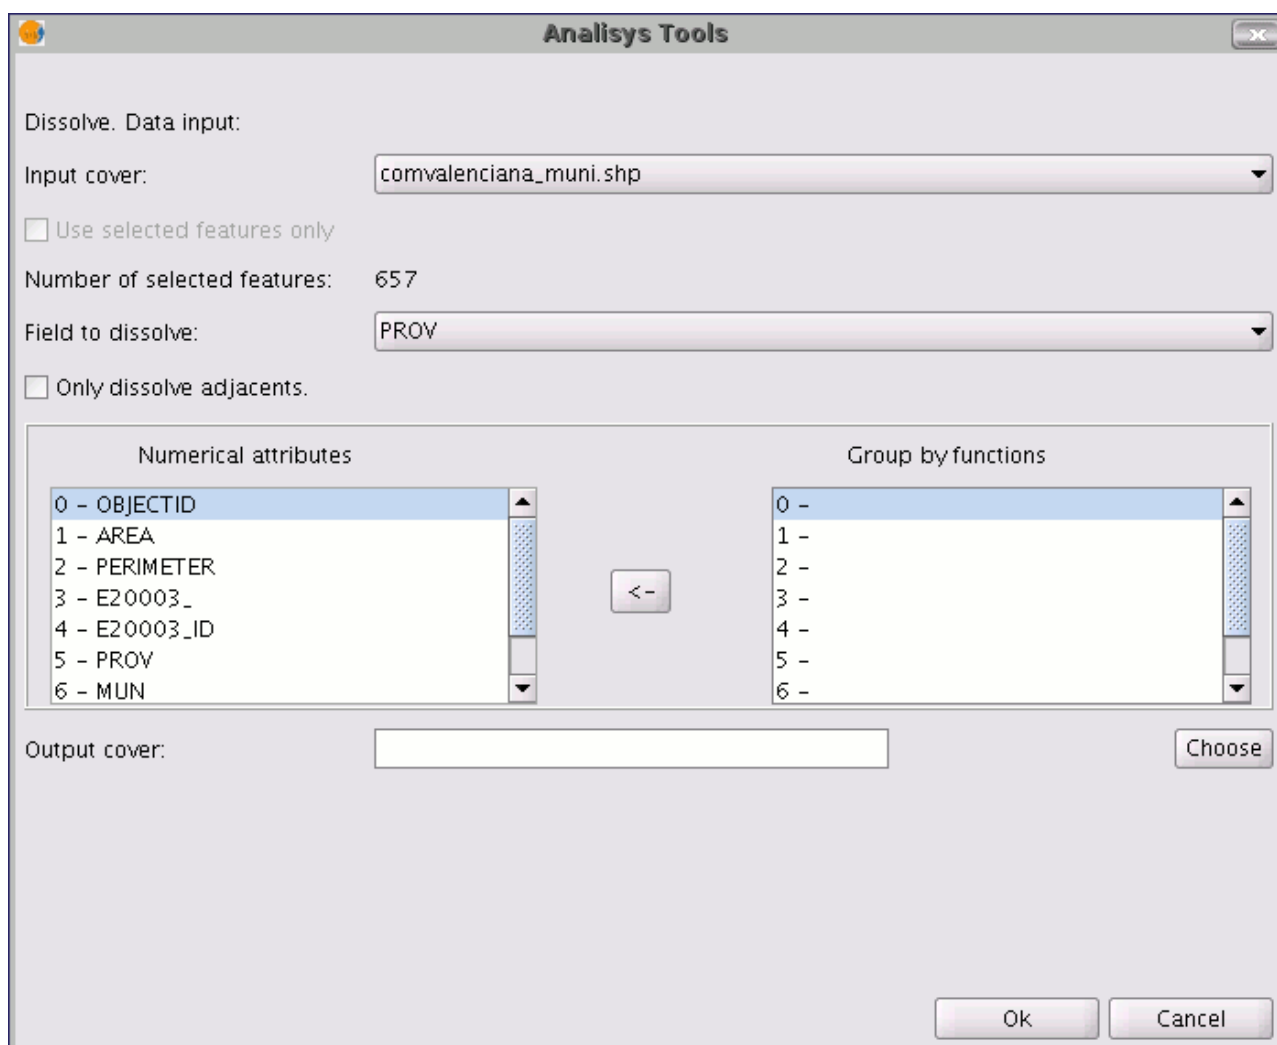 Analisys Tools
Dissolve. Data input:
Input cover: comvalenciana_muni.shp
Use selected features only
Number of selected features: 657
Field to dissolve: PROV
Only dissolve adjacents.
Numerical attributes Group by functions
0 - OBJECTID 0 -
1 - AREA 1 -
2 - PERIMETER 2 -
3 - E20003_ <- 3 -
4 - E20003_ID 4 -
5 - PROV 5 -
6 - MUN 6 -
Output cover: Choose
Ok Cancel